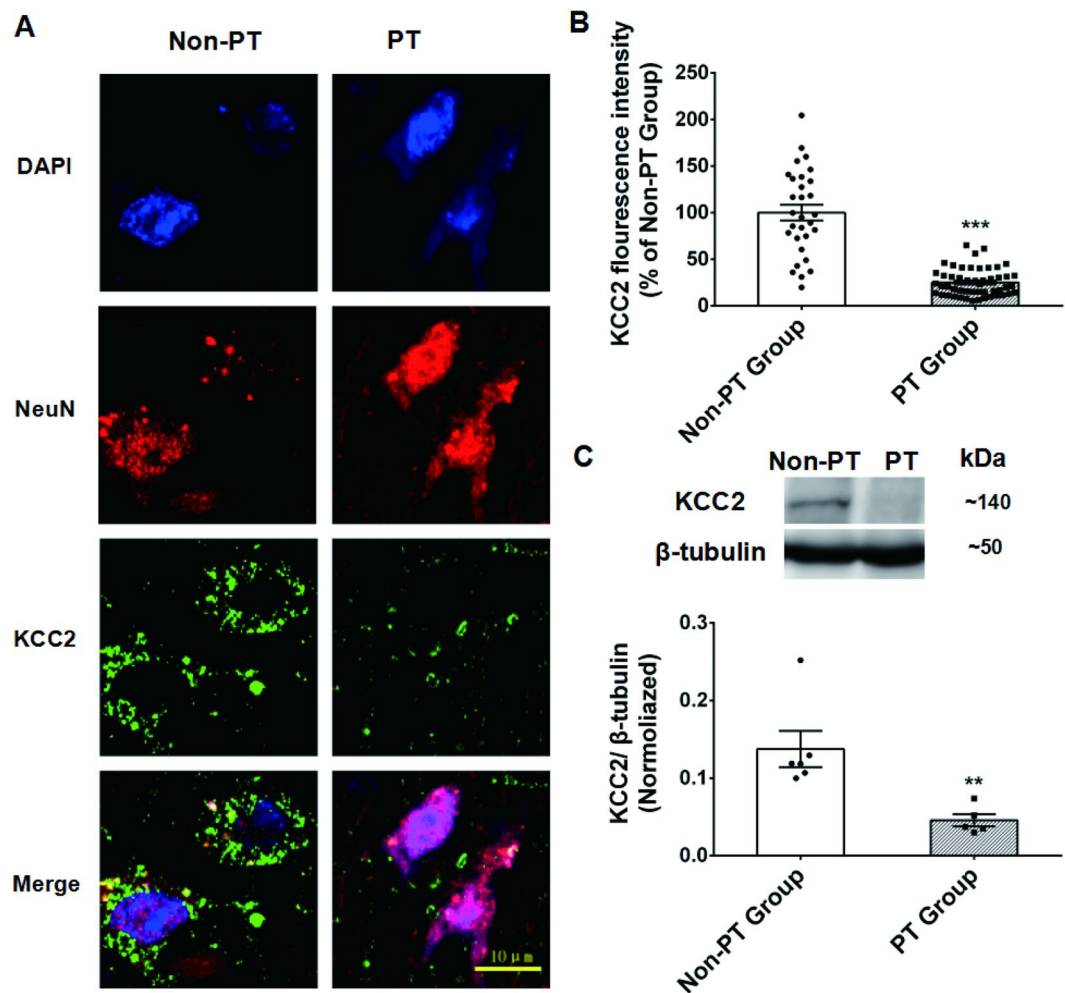 A
Non-PT PT
DAPI
NeuN
KCC2
Merge
10 μm
B
KCC2 flourescence intensity
(% of Non-PT Group)
250
200
150
100
50
0
***
Non-PT Group
PT Group
C
Non-PT PT kDa
KCC2 ~140
β-tubulin ~50
KCC2/ β-tubulin
(Normoliazed)
0.3
0.2
0.1
0.0
**
Non-PT Group
PT Group